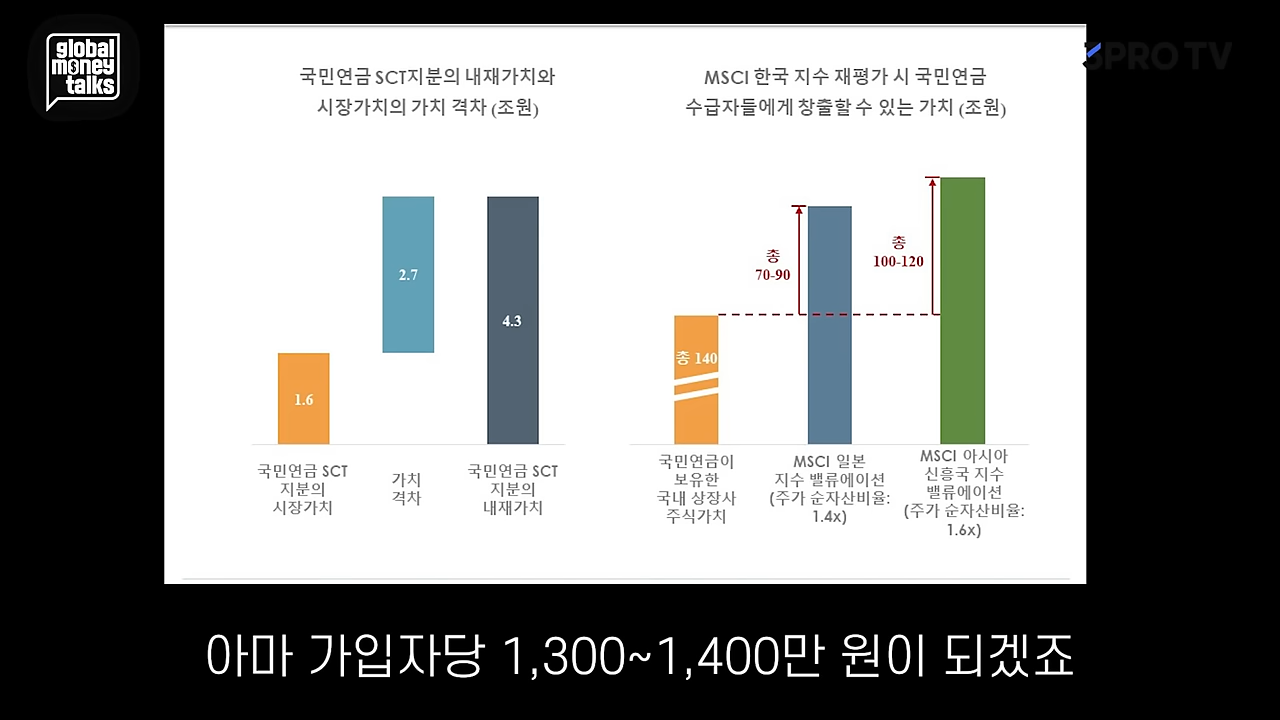 global
money
talks
3PRO TV
국민연금 SCT지분의 내재가치와
시장가치의 가치 격차 (조원)
MSCI 한국 지수 재평가 시 국민연금
수급자들에게 창출할 수 있는 가치 (조원)
1.6
2.7
4.3
총 140
총
70-90
총
100-120
국민연금 SCT
지분의
시장가치
가치
격차
국민연금 SCT
지분의
내재가치
국민연금이
보유한
국내 상장사
주식가치
MSCI 일본
지수 밸류에이션
(주가 순자산비율:
1.4x)
MSCI 아시아
신흥국 지수
밸류에이션
(주가 순자산비율:
1.6x)
아마 가입자당 1,300~1,400만 원이 되겠죠